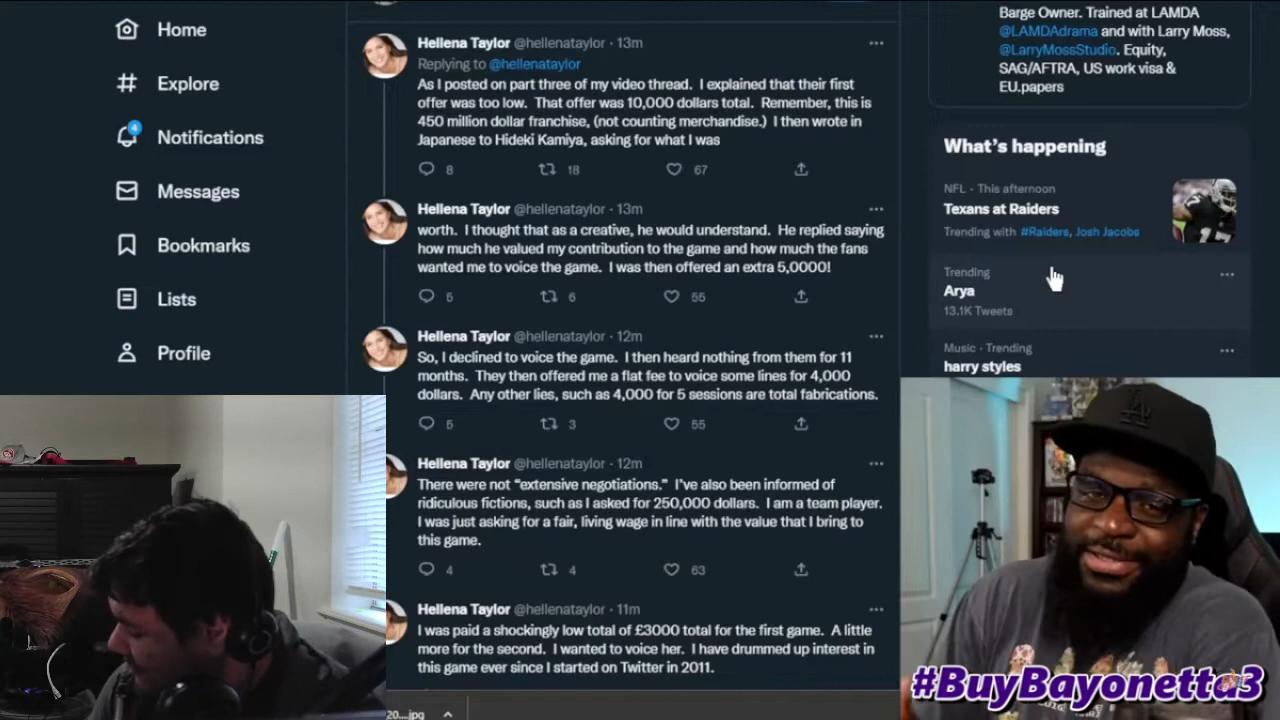 Home
Explore
4
Notifications
Messages
Bookmarks
Lists
Profile
Hellena Taylor @hellenataylor · 13m
Replying to @hellenataylor
As I posted on part three of my video thread. I explained that their first
offer was too low. That offer was 10,000 dollars total. Remember, this is
450 million dollar franchise, (not counting merchandise.) I then wrote in
Japanese to Hideki Kamiya, asking for what I was
8 18 67
Hellena Taylor @hellenataylor · 13m
worth. I thought that as a creative, he would understand. He replied saying
how much he valued my contribution to the game and how much the fans
wanted me to voice the game. I was then offered an extra 5,0000!
5 6 55
Hellena Taylor @hellenataylor · 12m
So, I declined to voice the game. I then heard nothing from them for 11
months. They then offered me a flat fee to voice some lines for 4,000
dollars. Any other lies, such as 4,000 for 5 sessions are total fabrications.
5 3 55
Hellena Taylor @hellenataylor · 12m
There were not “extensive negotiations.” I’ve also been informed of
ridiculous fictions, such as I asked for 250,000 dollars. I am a team player.
I was just asking for a fair, living wage in line with the value that I bring to
this game.
4 4 63
Hellena Taylor @hellenataylor · 11m
I was paid a shockingly low total of £3000 total for the first game. A little
more for the second. I wanted to voice her. I have drummed up interest in
this game ever since I started on Twitter in 2011.
20....jpg
Barge Owner. Trained at LAMDA
@LAMDAdrama and with Larry Moss,
@LarryMossStudio. Equity,
SAG/AFTRA, US work visa &
EU.papers
What’s happening
NFL · This afternoon
Texans at Raiders
Trending with #Raiders, Josh Jacobs
17
Trending
Arya
13.1K Tweets
Music · Trending
harry styles
LA
#BuyBayonetta3